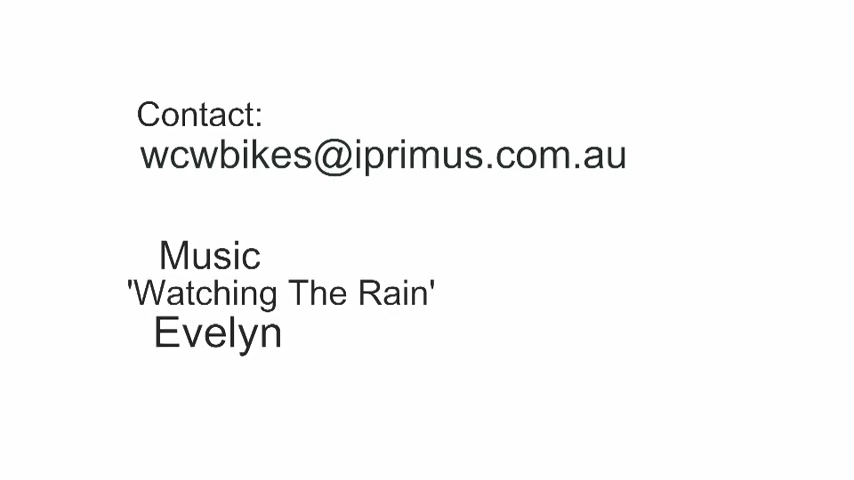 Contact:
wcwbikes@iprimus.com.au
Music
'Watching The Rain'
Evelyn